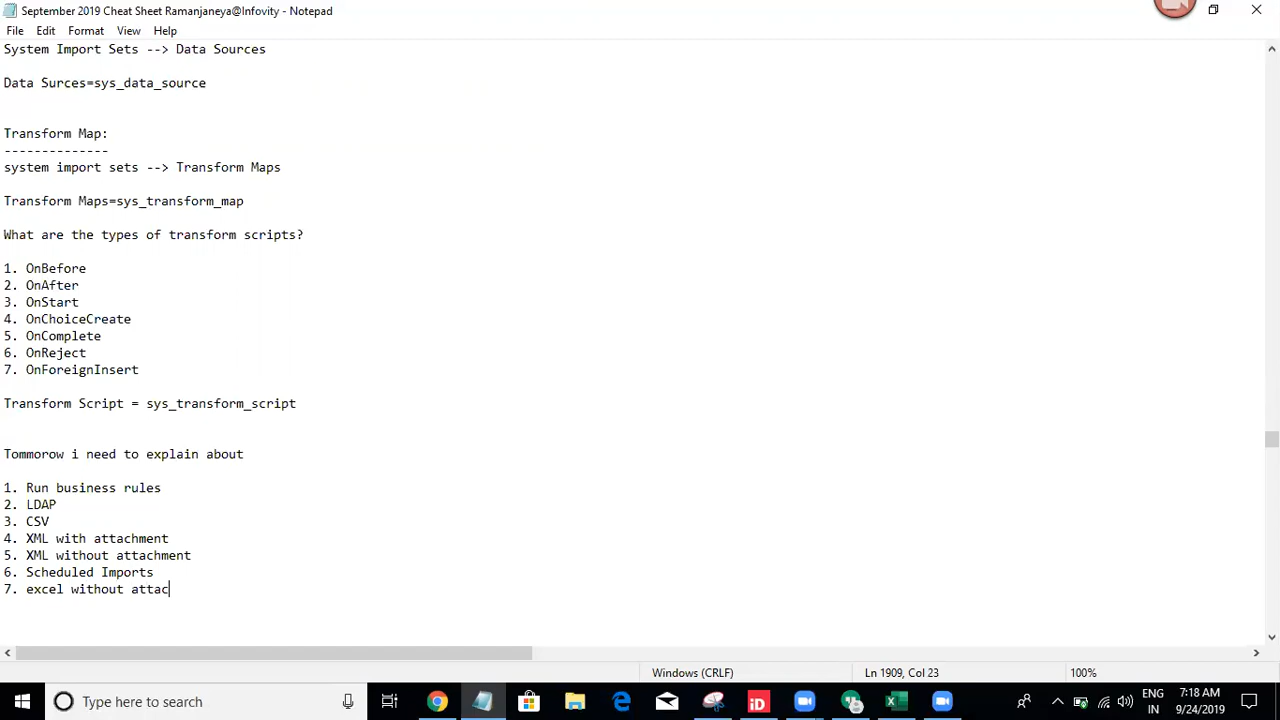 September 2019 Cheat Sheet Ramanjaneya@Infovity - Notepad
File Edit Format View Help
System Import Sets --> Data Sources
Data Surces=sys_data_source
Transform Map:
--------------
system import sets --> Transform Maps
Transform Maps=sys_transform_map
What are the types of transform scripts?
1. OnBefore
2. OnAfter
3. OnStart
4. OnChoiceCreate
5. OnComplete
6. OnReject
7. OnForeignInsert
Transform Script = sys_transform_script
Tommorow i need to explain about
1. Run business rules
2. LDAP
3. CSV
4. XML with attachment
5. XML without attachment
6. Scheduled Imports
7. excel without attac
Windows (CRLF) Ln 1909, Col 23 100%
Type here to search
iD
ENG
IN
7:18 AM
9/24/2019